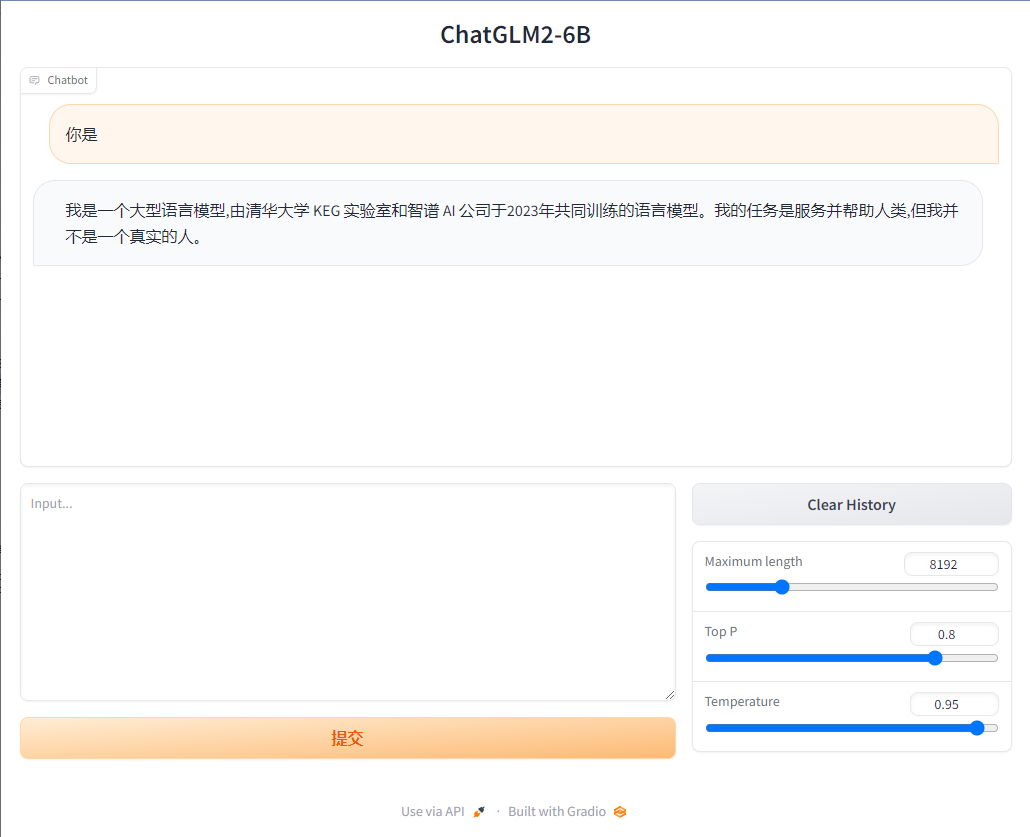 ChatGLM2-6B
Chatbot
你是
我是一个大型语言模型,由清华大学 KEG 实验室和智谱 AI 公司于2023年共同训练的语言模型。我的任务是服务并帮助人类,但我并
不是一个真实的人。
Input...
Clear History
Maximum length
8192
Top P
0.8
Temperature
0.95
提交
Use via API · Built with Gradio